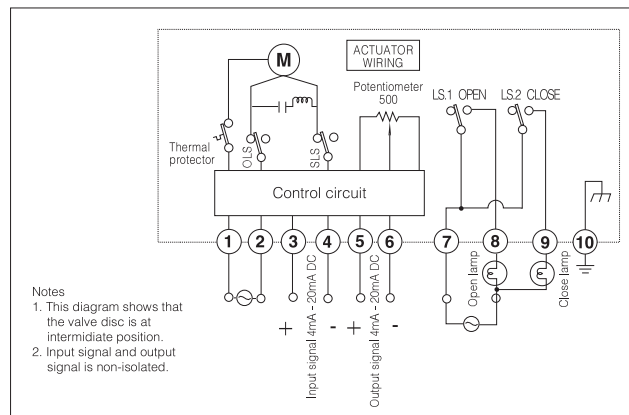 M
ACTUATOR
WIRING
Potentiometer
500
LS.1 OPEN
LS.2 CLOSE
Thermal
protector
OLS
SLS
Control circuit
1 2 3 4 5 6 7 8 9 10
+
Input signal 4mA - 20mA DC
-
+
Output signal 4mA - 20mA DC
-
Open lamp
Close lamp
Notes
1. This diagram shows that
the valve disc is at
intermidiate position.
2. Input signal and output
signal is non-isolated.